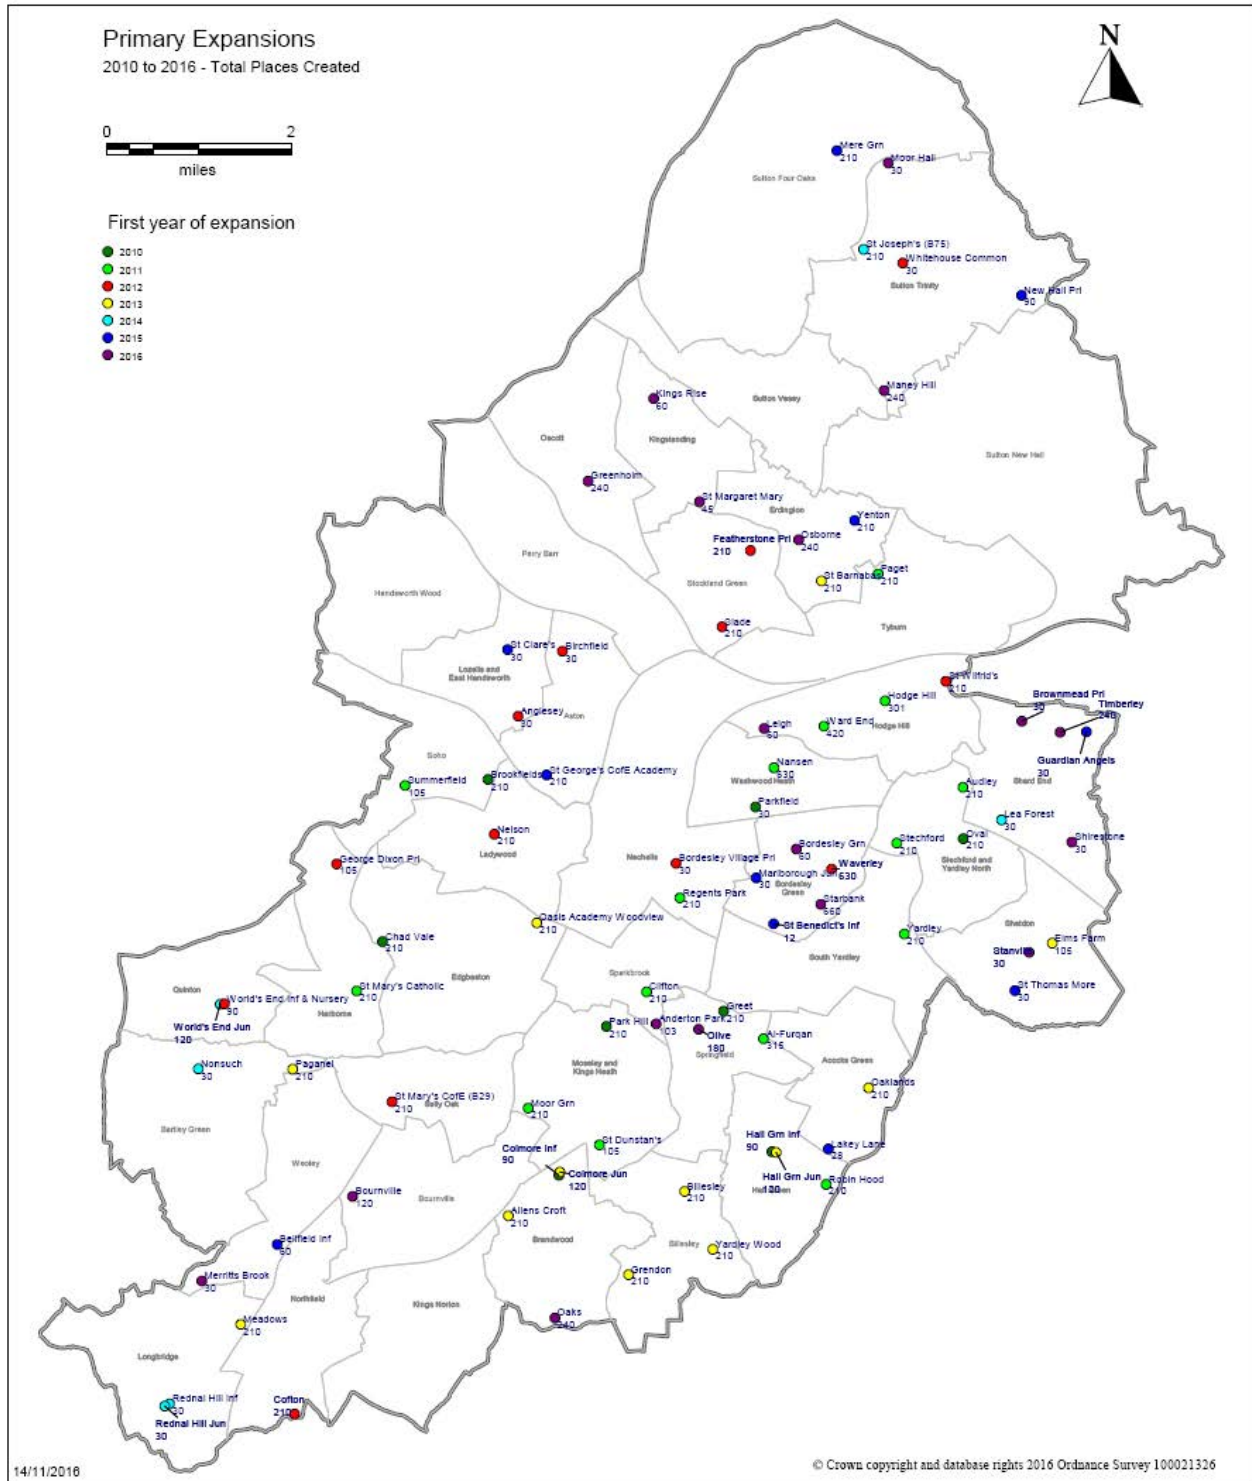 Primary Expansions
2010 to 2016 - Total Places Created
N
0 2
miles
First year of expansion
2010
2011
2012
2013
2014
2015
2016
Mere Grn
210
Moor Hall
30
Sutton Four Oaks
St Joseph's (B75)
210
Whitehouse Common
30
Sutton Trinity
New Hall Pri
90
Maney Hill
240
Kings Rise
60
Sutton Vesey
Oscott
Kingstanding
Sutton New Hall
Greenholm
240
St Margaret Mary
45
Erdington
Yenton
210
Osborne
240
Featherstone Pri
210
Perry Barr
Stockland Green
St Barnabas
210
Paget
210
Handsworth Wood
Slade
210
Tyburn
St Clare's
30
Birchfield
30
Lozells and
East Handsworth
St Wilfrid's
210
Brownmead Pri
30
Timberley
240
Hodge Hill
301
Anglesey
30
Aston
Leigh
60
Ward End
420
Hodge Hill
Guardian Angels
30
Soho
Nansen
630
Washwood Heath
Shard End
Summerfield
105
Brookfields
210
St George's CofE Academy
210
Audley
210
Parkfield
30
Lea Forest
30
Nelson
210
Ladywood
Nechells
Bordesley Grn
60
Stechford
210
Oval
210
Shirestone
30
Stechford and
Yardley North
George Dixon Pri
105
Bordesley Village Pri
30
Waverley
630
Marlborough Jun
30
Bordesley
Green
Regents Park
210
Starbank
660
Oasis Academy Woodview
210
St Benedict's Inf
12
Yardley
210
Sheldon
Elms Farm
105
Stanville
30
Chad Vale
210
Edgbaston
Sparkbrook
South Yardley
Quinton
St Mary's Catholic
210
Harborne
Clifton
210
St Thomas More
30
World's End Inf & Nursery
90
World's End Jun
120
Greet
210
Park Hill
210
Anderton Park
103
Olive
180
Springfield
Al-Furqan
315
Acocks Green
Nonsuch
30
Paganel
210
Moseley and
Kings Heath
Oaklands
210
St Mary's CofE (B29)
210
Selly Oak
Moor Grn
210
Bartley Green
Weoley
Colmore Inf
90
St Dunstan's
105
Hall Grn Inf
90
Lakey Lane
28
Colmore Jun
120
Hall Grn Jun
120
Hall Green
Robin Hood
210
Bournville
120
Bournville
Billesley
210
Allens Croft
210
Brandwood
Billesley
Yardley Wood
210
Bellfield Inf
60
Merritts Brook
30
Grendon
210
Northfield
Kings Norton
Oaks
240
Meadows
210
Longbridge
Rednal Hill Inf
30
Rednal Hill Jun
30
Cofton
210
14/11/2016
© Crown copyright and database rights 2016 Ordnance Survey 100021326